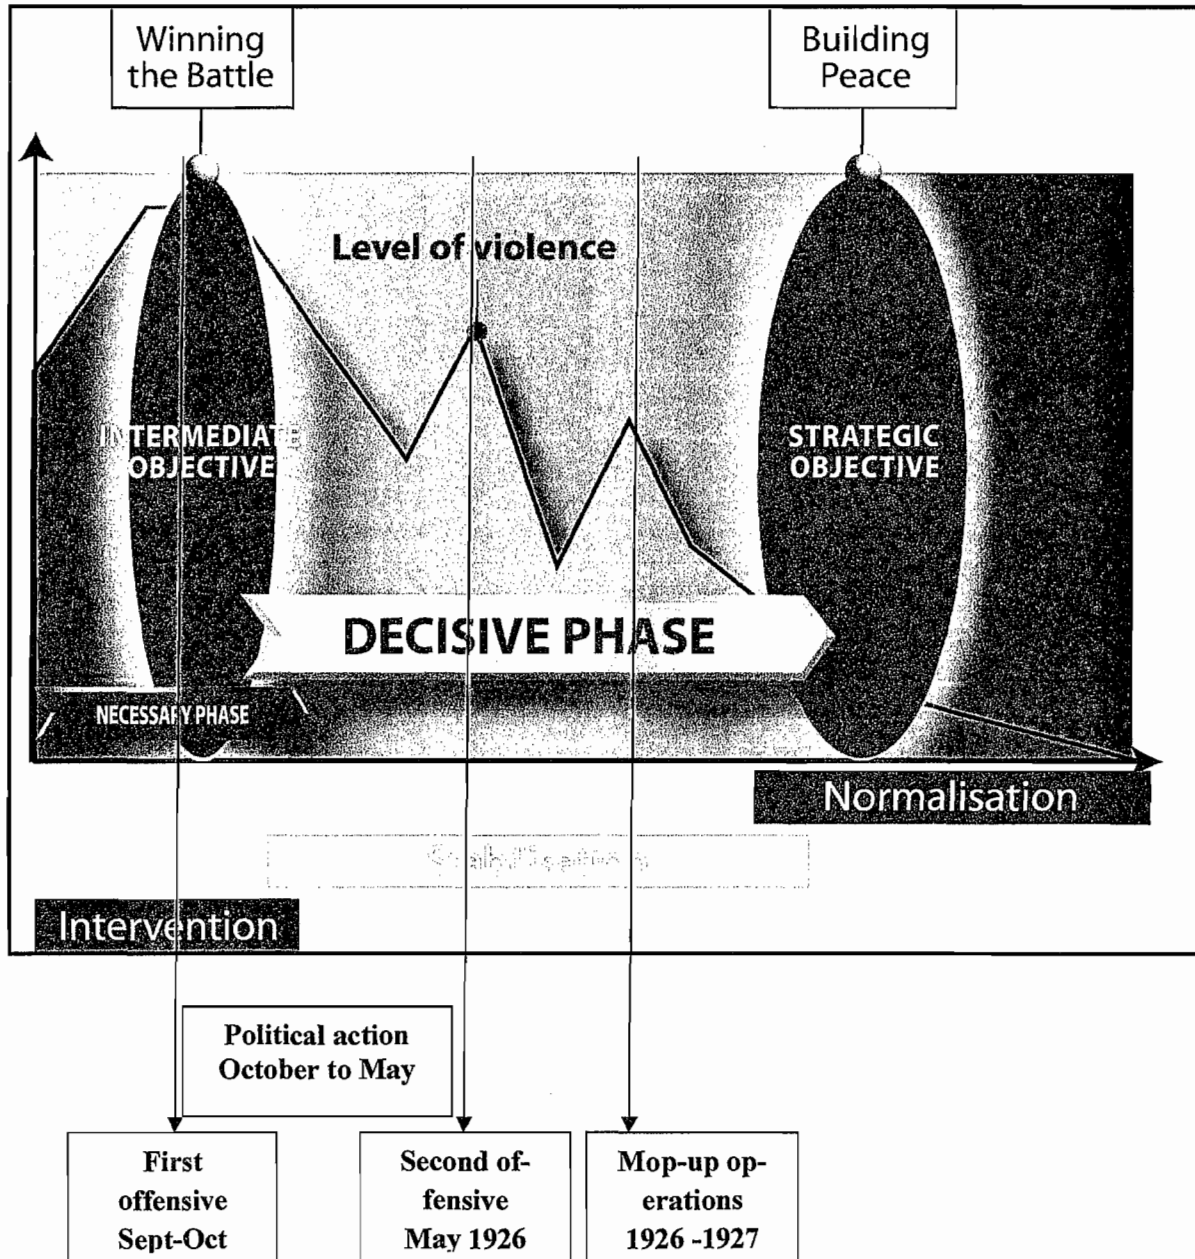 Winning
the Battle
Building
Peace
Level of violence
INTERMEDIATE
OBJECTIVE
STRATEGIC
OBJECTIVE
DECISIVE PHASE
NECESSARY PHASE
Normalisation
Stabilisation
Intervention
Political action
October to May
First
offensive
Sept-Oct
Second of-
fensive
May 1926
Mop-up op-
erations
1926 -1927